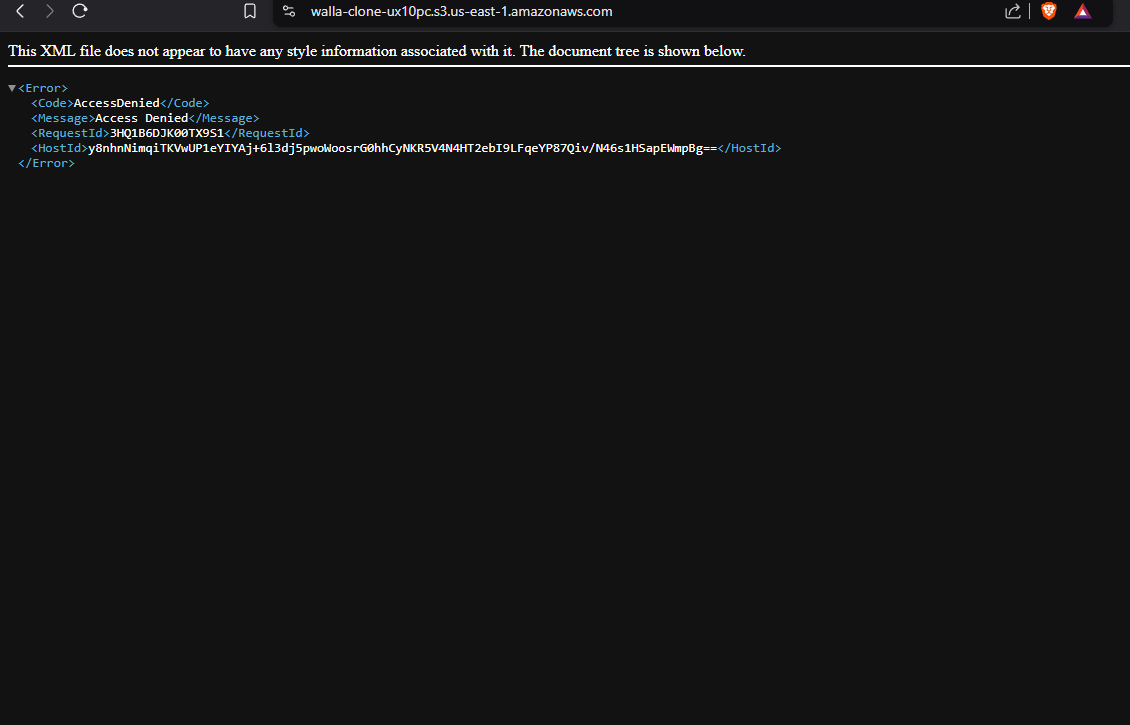 walla-clone-ux10pc.s3.us-east-1.amazonaws.com
This XML file does not appear to have any style information associated with it. The document tree is shown below.
<Error>
<Code>AccessDenied</Code>
<Message>Access Denied</Message>
<RequestId>3HQ1B6DJK00TX9S1</RequestId>
<HostId>y8nhnNimqiTKVwUP1eYIYAj+6l3dj5pwoWoosrG0hhCyNKR5V4N4HT2ebI9LFqeYP87Qiv/N46s1HSapEWmpBg==</HostId>
</Error>